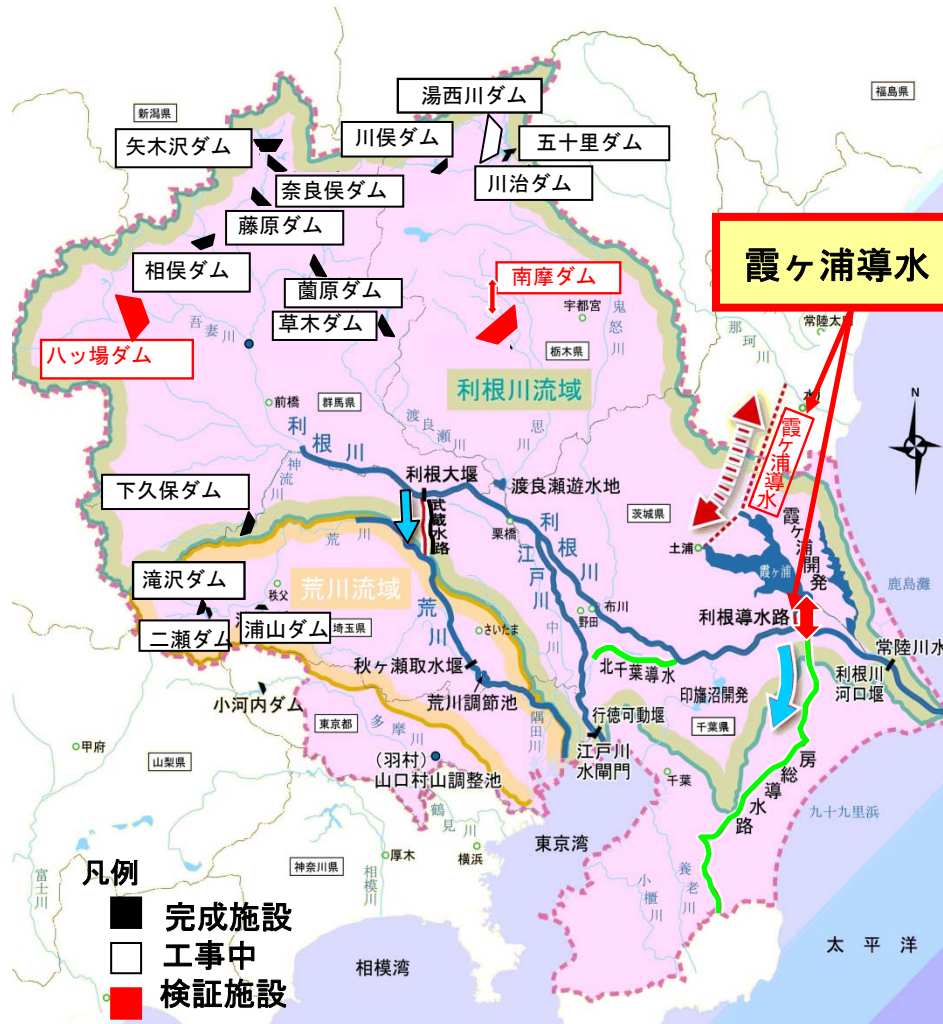 湯西川ダム
福島県
新潟県
矢木沢ダム
川俣ダム
五十里ダム
奈良俣ダム
川治ダム
藤原ダム
霞ヶ浦導水
相俣ダム
薗原ダム
南摩ダム
宇都宮
鬼怒川
那珂川
常陸太田
草木ダム
吾妻川
栃木県
八ッ場ダム
利根川流域
思川
前橋
群馬県
渡良瀬川
利根川
神流川
霞ヶ浦導水
利根大堰
渡良瀬遊水地
下久保ダム
武蔵水路
栗橋
利根川
茨城県
霞ヶ浦開発
荒川
江戸川
土浦
霞ヶ浦
鹿島灘
荒川流域
中川
滝沢ダム
秩父
布川
野田
利根導水路
二瀬ダム
浦山ダム
埼玉県
さいたま
荒川
常陸川水
北千葉導水
利根川
河口堰
秋ヶ瀬取水堰
印旛沼開発
小河内ダム
荒川調節池
隅田川
行徳可動堰
千葉県
東京都
多摩川
江戸川
水閘門
甲府
山梨県
(羽村)
山口村山調整池
千葉
房総導水路
九十九里浜
鶴見川
東京湾
横浜
厚木
神奈川県
相模川
富士川
小櫃川
養老川
凡例
完成施設
工事中
検証施設
相模湾
太平洋
N